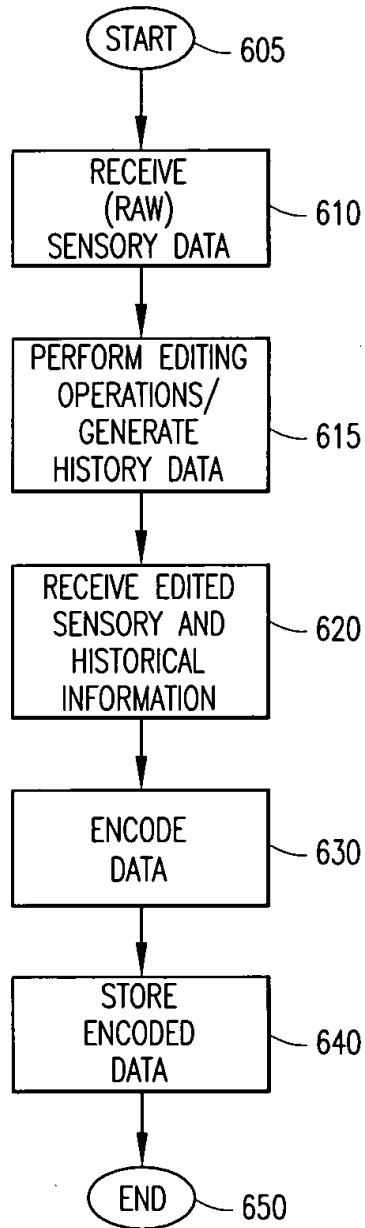 START
605
RECEIVE
(RAW)
SENSORY DATA
610
PERFORM EDITING
OPERATIONS/
GENERATE
HISTORY DATA
615
RECEIVE EDITED
SENSORY AND
HISTORICAL
INFORMATION
620
ENCODE
DATA
630
STORE
ENCODED
DATA
640
END
650